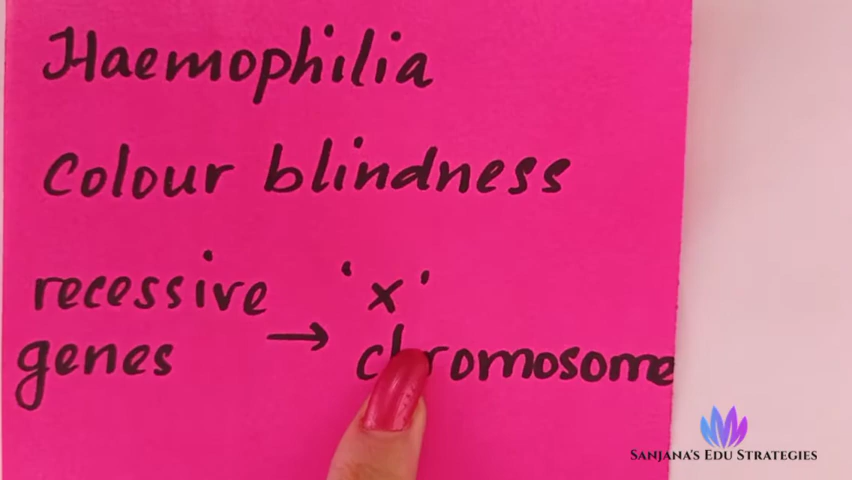 Haemophilia
Colour blindness
recessive
genes → 'x'
chromosome
SANJANA'S EDU STRATEGIES